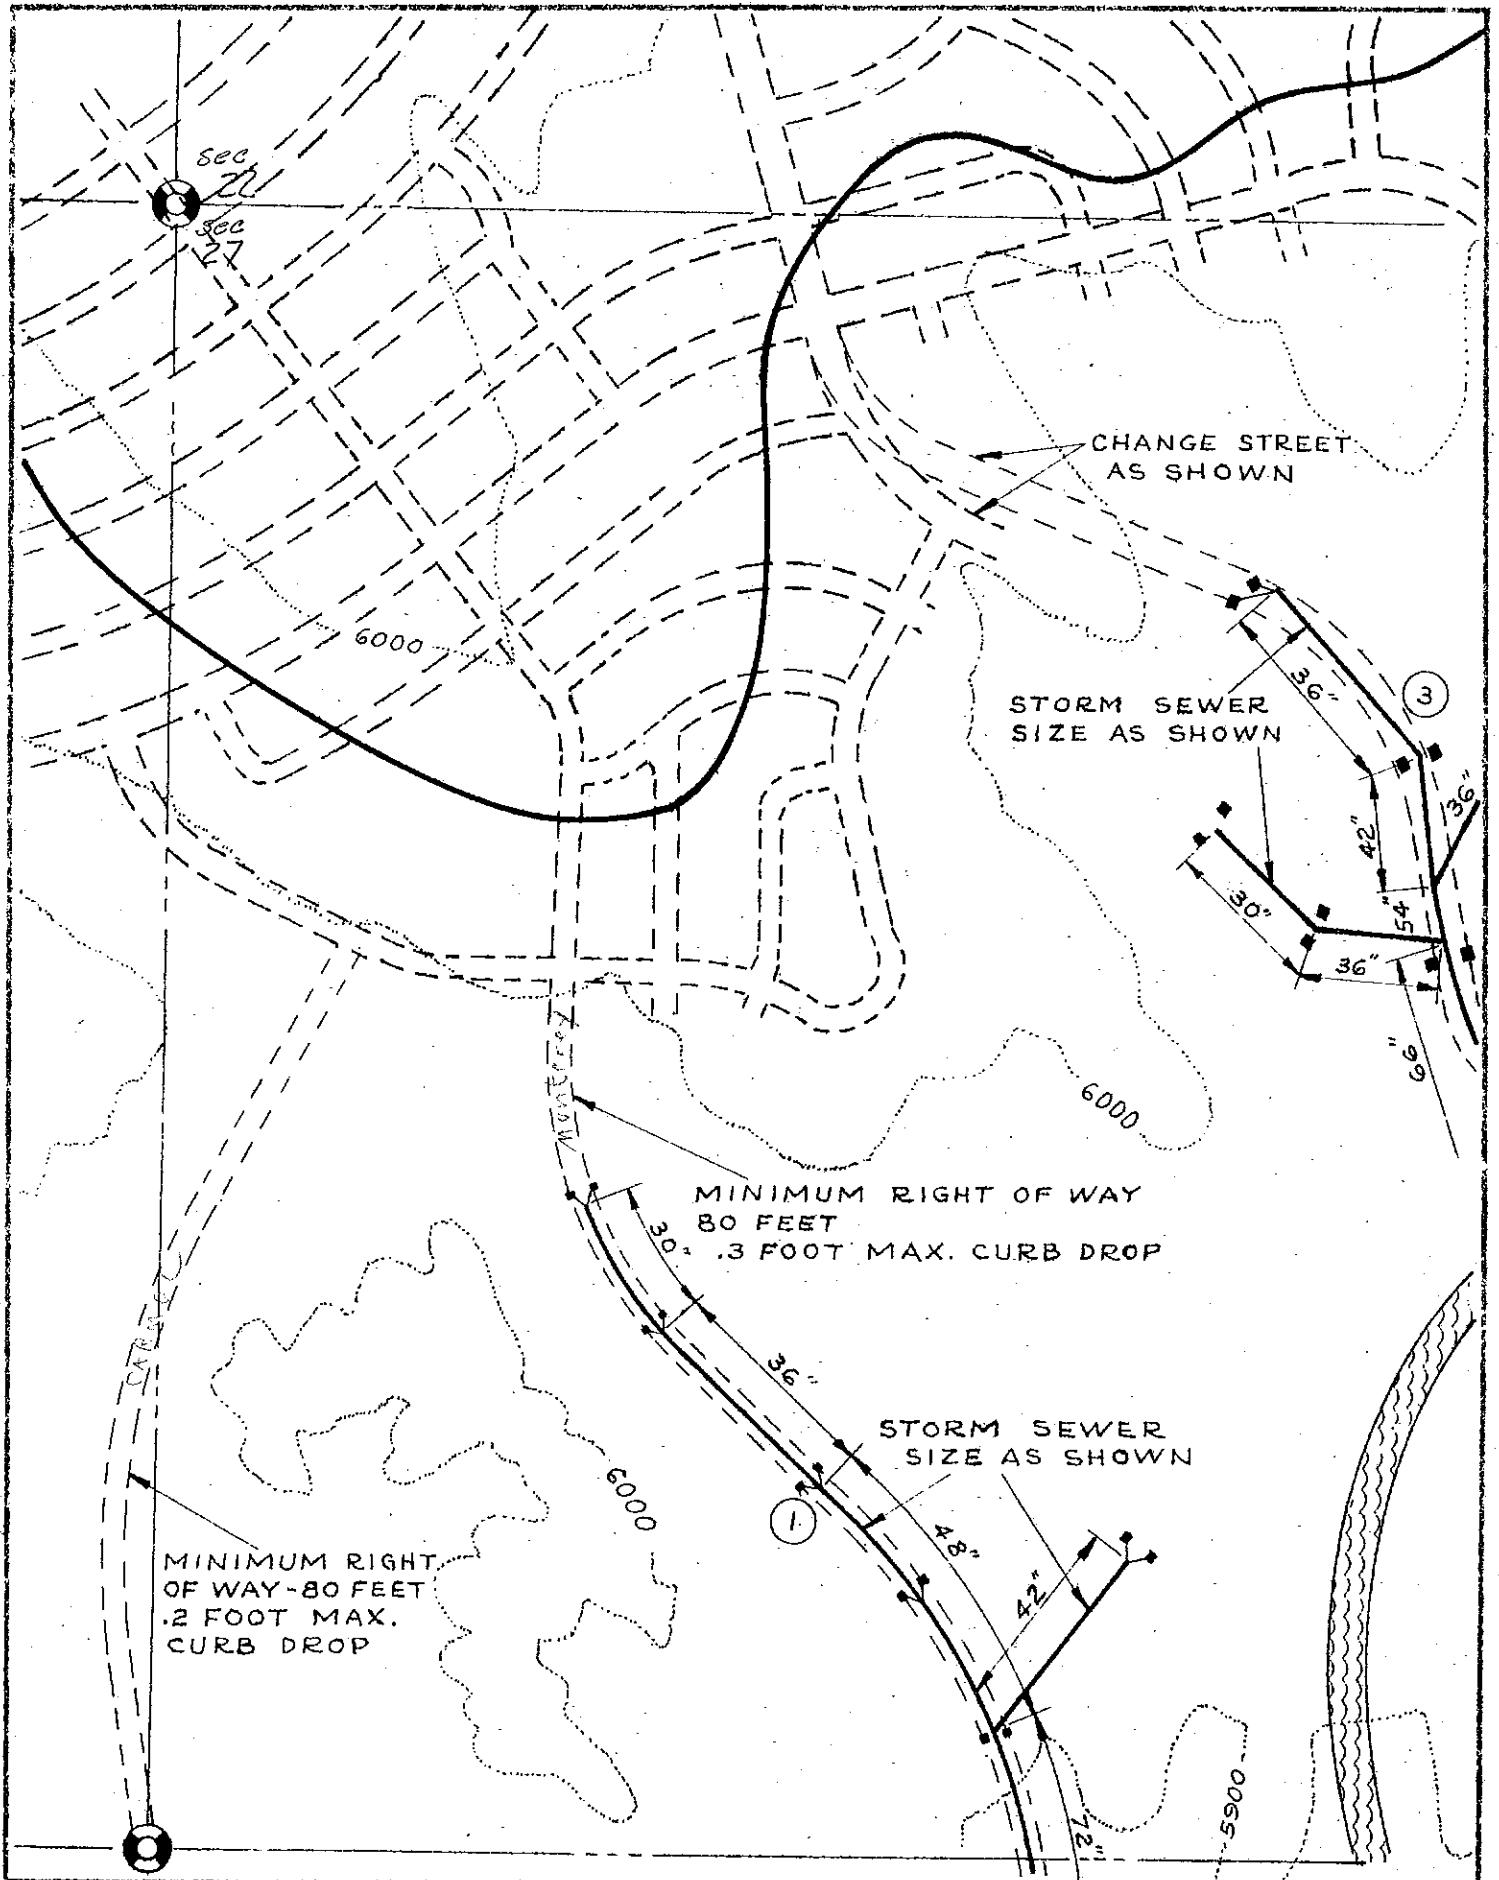 sec
22
sec
27
CHANGE STREET
AS SHOWN
6000
36"
3
STORM SEWER
SIZE AS SHOWN
36"
42"
30"
54"
36"
66"
6000
MINIMUM RIGHT OF WAY
80 FEET
.3 FOOT MAX. CURB DROP
30"
36"
STORM SEWER
SIZE AS SHOWN
6000
1
48"
42"
MINIMUM RIGHT
OF WAY-80 FEET
.2 FOOT MAX.
CURB DROP
5900
72"